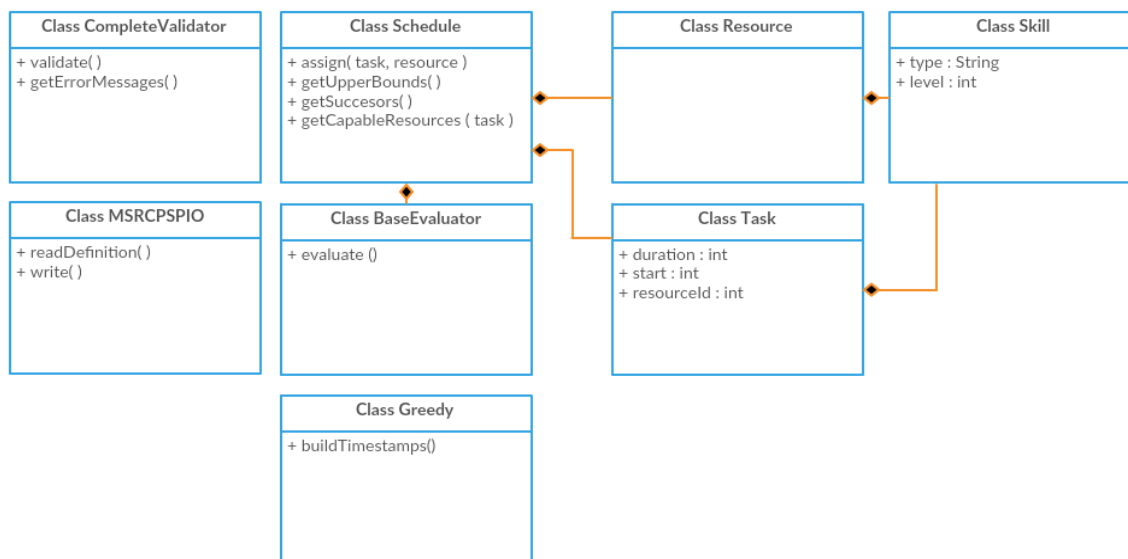 Class CompleteValidator
+ validate( )
+ getErrorMessages( )
Class Schedule
+ assign( task, resource )
+ getUpperBounds( )
+ getSuccesors( )
+ getCapableResources ( task )
Class Resource
Class Skill
+ type : String
+ level : int
Class MSRCPSPIO
+ readDefinition( )
+ write( )
Class BaseEvaluator
+ evaluate ()
Class Task
+ duration : int
+ start : int
+ resourceId : int
Class Greedy
+ buildTimestamps()